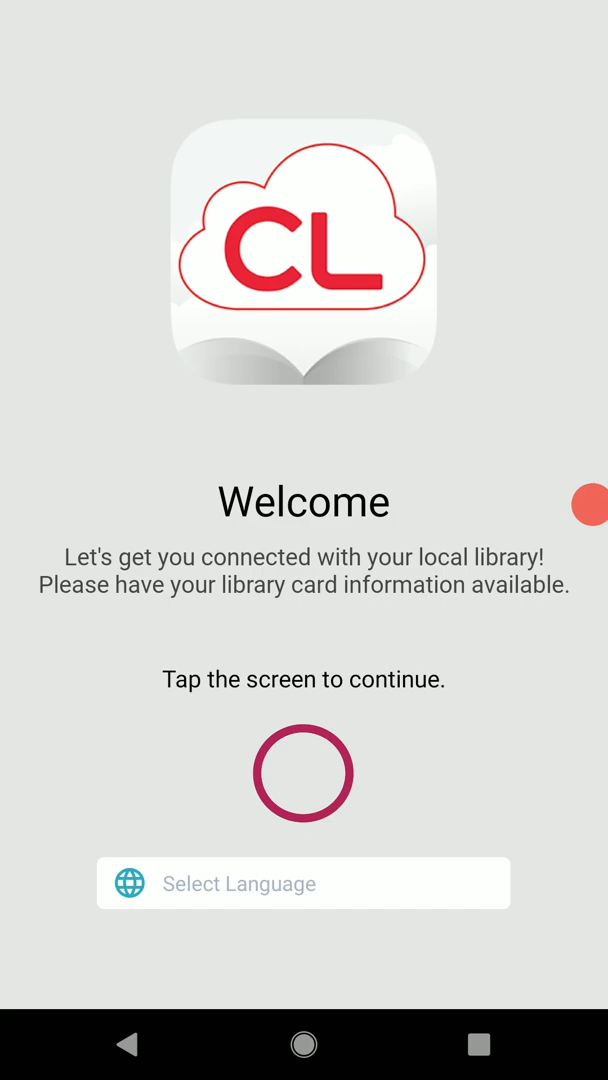 CL
Welcome
Let's get you connected with your local library!
Please have your library card information available.
Tap the screen to continue.
Select Language